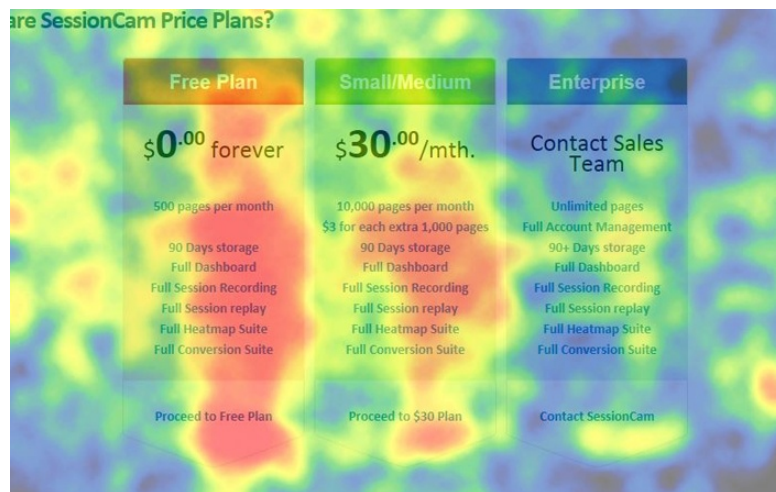 are SessionCam Price Plans?
Free Plan
$0.00 forever
500 pages per month
90 Days storage
Full Dashboard
Full Session Recording
Full Session replay
Full Heatmap Suite
Full Conversion Suite
Proceed to Free Plan
Small/Medium
$30.00/mth.
10,000 pages per month
$3 for each extra 1,000 pages
90 Days storage
Full Dashboard
Full Session Recording
Full Session replay
Full Heatmap Suite
Full Conversion Suite
Proceed to $30 Plan
Enterprise
Contact Sales
Team
Unlimited pages
Full Account Management
90+ Days storage
Full Dashboard
Full Session Recording
Full Session replay
Full Heatmap Suite
Full Conversion Suite
Contact SessionCam